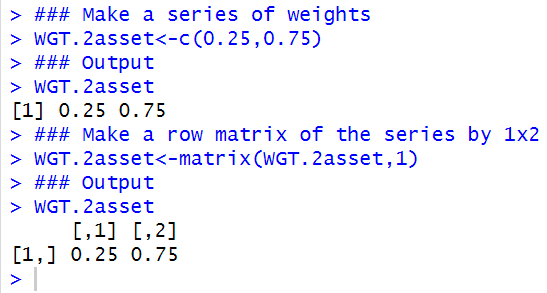 > ### Make a series of weights
> WGT.2asset<-c(0.25,0.75)
> ### Output
> WGT.2asset
[1] 0.25 0.75
> ### Make a row matrix of the series by 1x2
> WGT.2asset<-matrix(WGT.2asset,1)
> ### Output
> WGT.2asset
     [,1] [,2]
[1,] 0.25 0.75
>